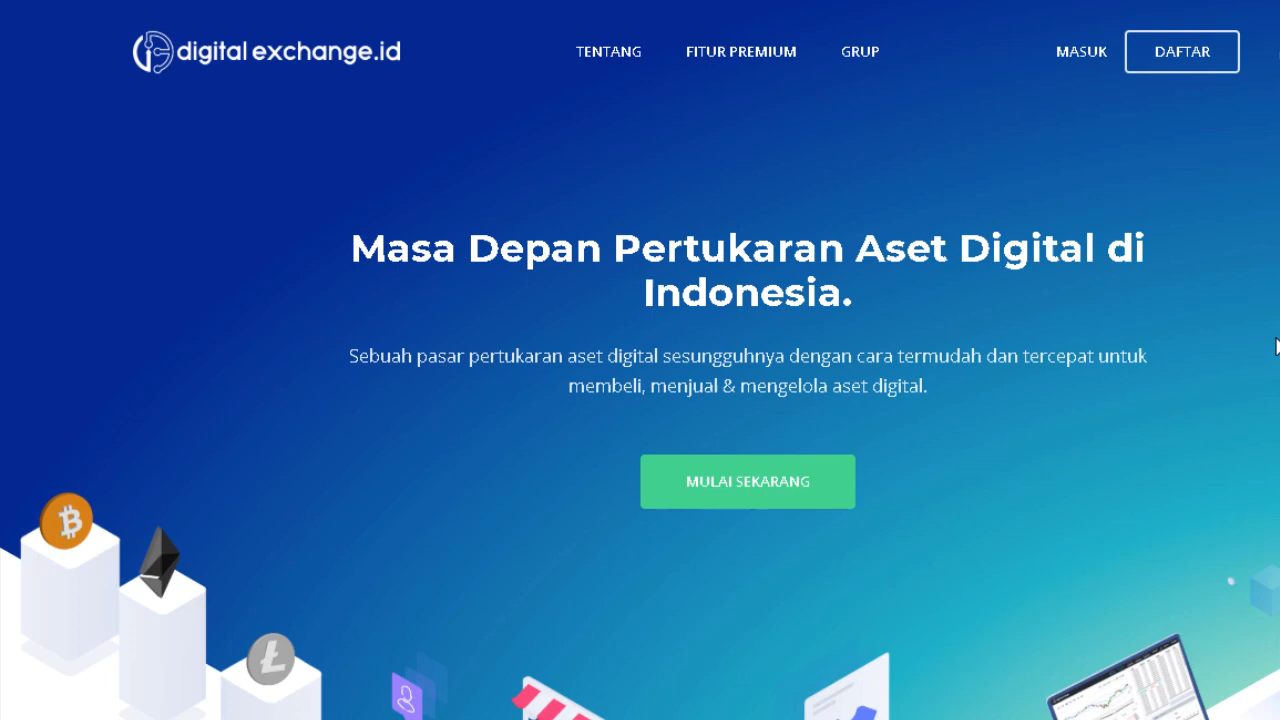 digital exchange.id
TENTANG
FITUR PREMIUM
GRUP
MASUK
DAFTAR
Masa Depan Pertukaran Aset Digital di
Indonesia.
Sebuah pasar pertukaran aset digital sesungguhnya dengan cara termudah dan tercepat untuk
membeli, menjual & mengelola aset digital.
MULAI SEKARANG